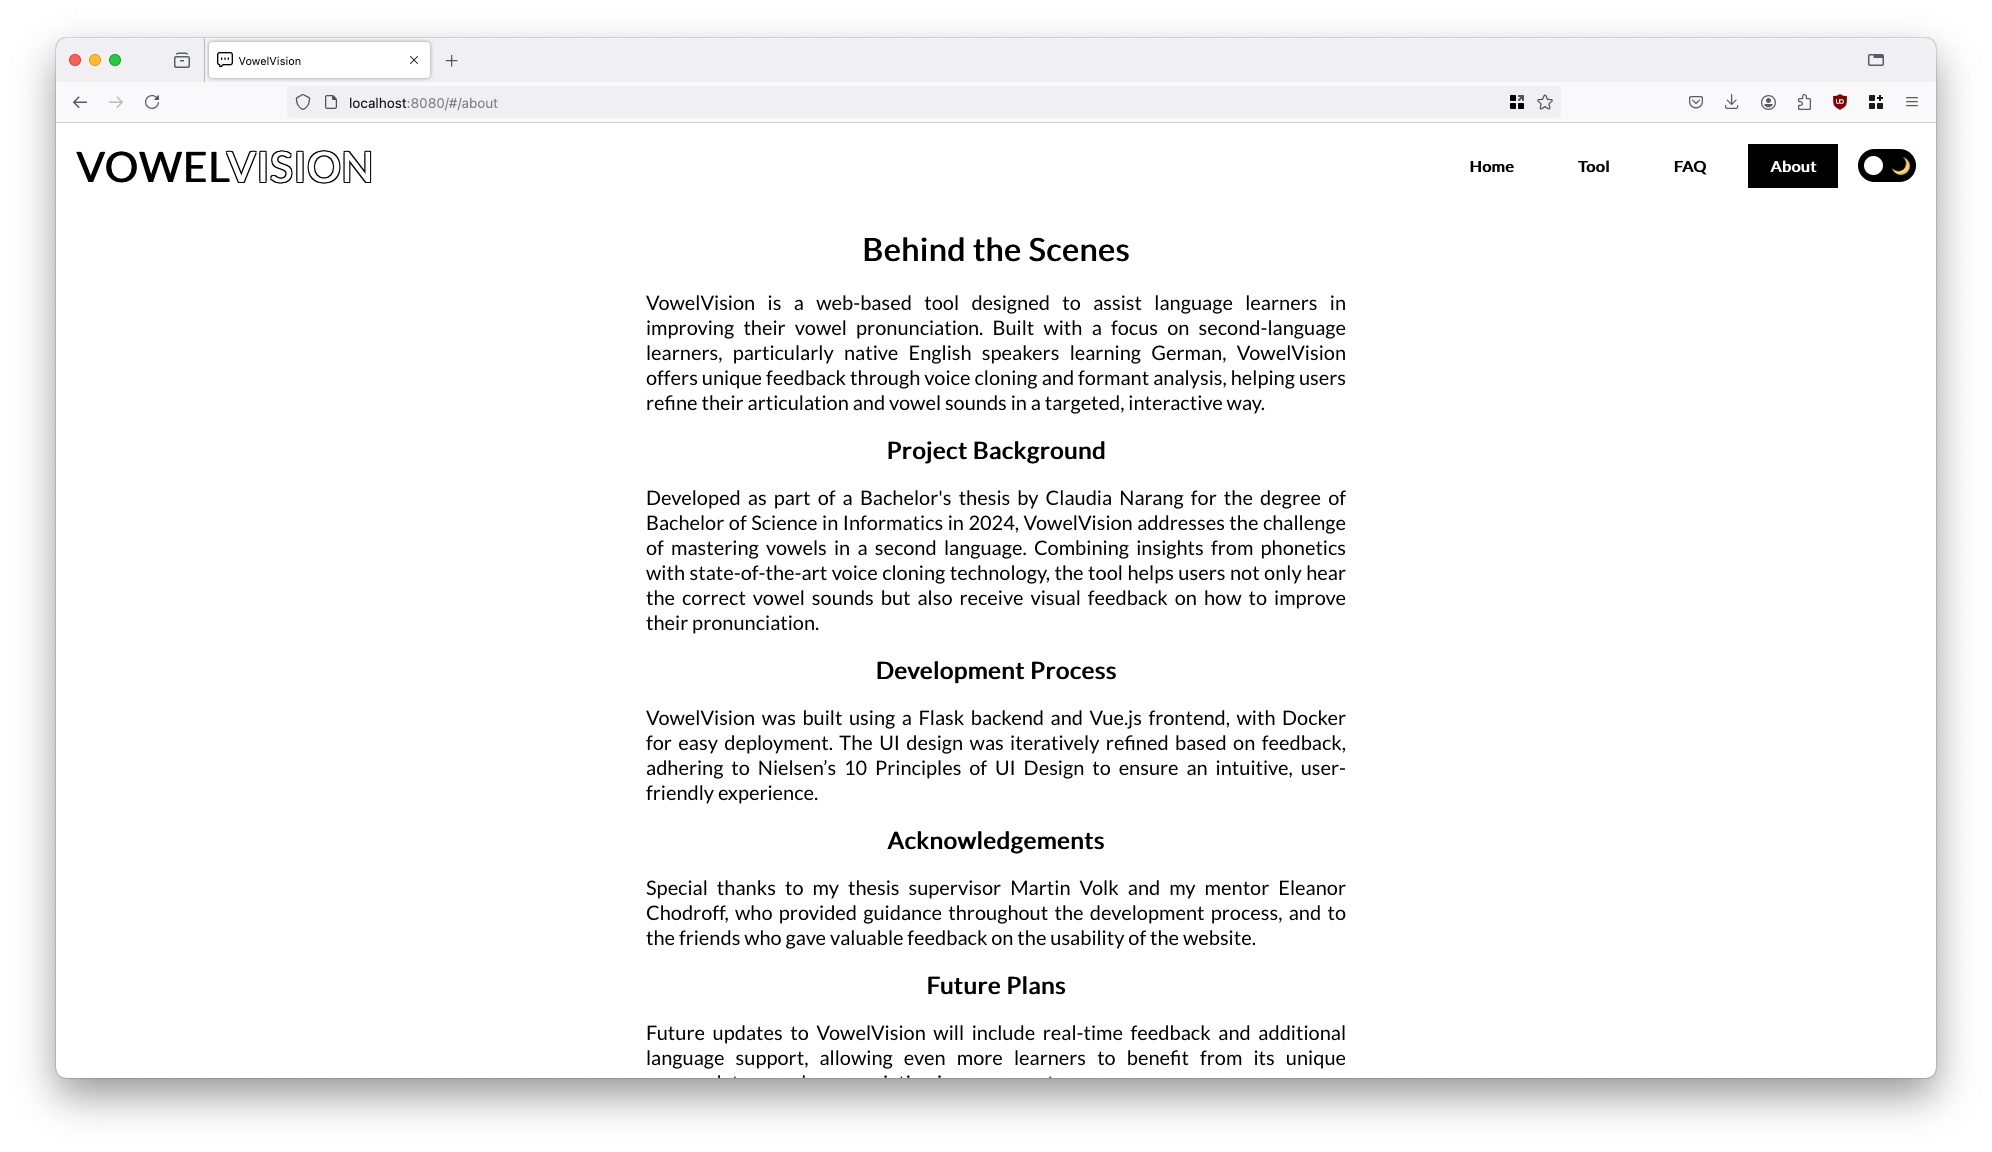 VowelVision
localhost:8080/#/about
VOWELVISION
Home Tool FAQ About
Behind the Scenes
VowelVision is a web-based tool designed to assist language learners in
improving their vowel pronunciation. Built with a focus on second-language
learners, particularly native English speakers learning German, VowelVision
offers unique feedback through voice cloning and formant analysis, helping users
refine their articulation and vowel sounds in a targeted, interactive way.
Project Background
Developed as part of a Bachelor's thesis by Claudia Narang for the degree of
Bachelor of Science in Informatics in 2024, VowelVision addresses the challenge
of mastering vowels in a second language. Combining insights from phonetics
with state-of-the-art voice cloning technology, the tool helps users not only hear
the correct vowel sounds but also receive visual feedback on how to improve
their pronunciation.
Development Process
VowelVision was built using a Flask backend and Vue.js frontend, with Docker
for easy deployment. The UI design was iteratively refined based on feedback,
adhering to Nielsen’s 10 Principles of UI Design to ensure an intuitive, user-
friendly experience.
Acknowledgements
Special thanks to my thesis supervisor Martin Volk and my mentor Eleanor
Chodroff, who provided guidance throughout the development process, and to
the friends who gave valuable feedback on the usability of the website.
Future Plans
Future updates to VowelVision will include real-time feedback and additional
language support, allowing even more learners to benefit from its unique